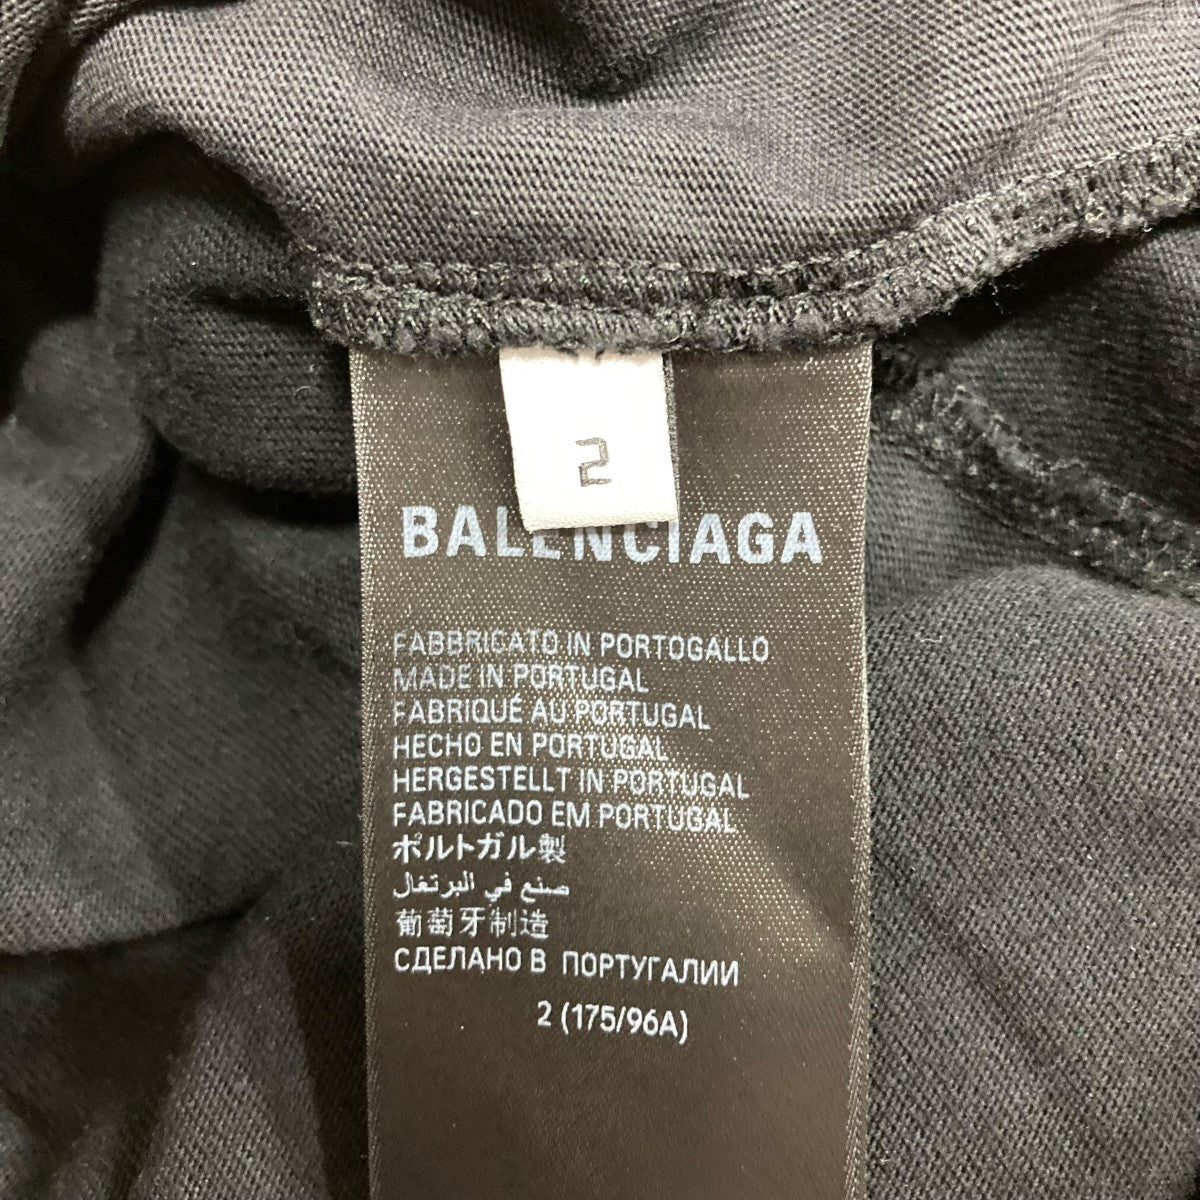 2
BALENCIAGA
FABBRICATO IN PORTOGALLO
MADE IN PORTUGAL
FABRIQUÉ AU PORTUGAL
HECHO EN PORTUGAL
HERGESTELLT IN PORTUGAL
FABRICADO EM PORTUGAL
ポルトガル製
صنع في البرتغال
葡萄牙制造
СДЕЛАНО В ПОРТУГАЛИИ
2 (175/96A)